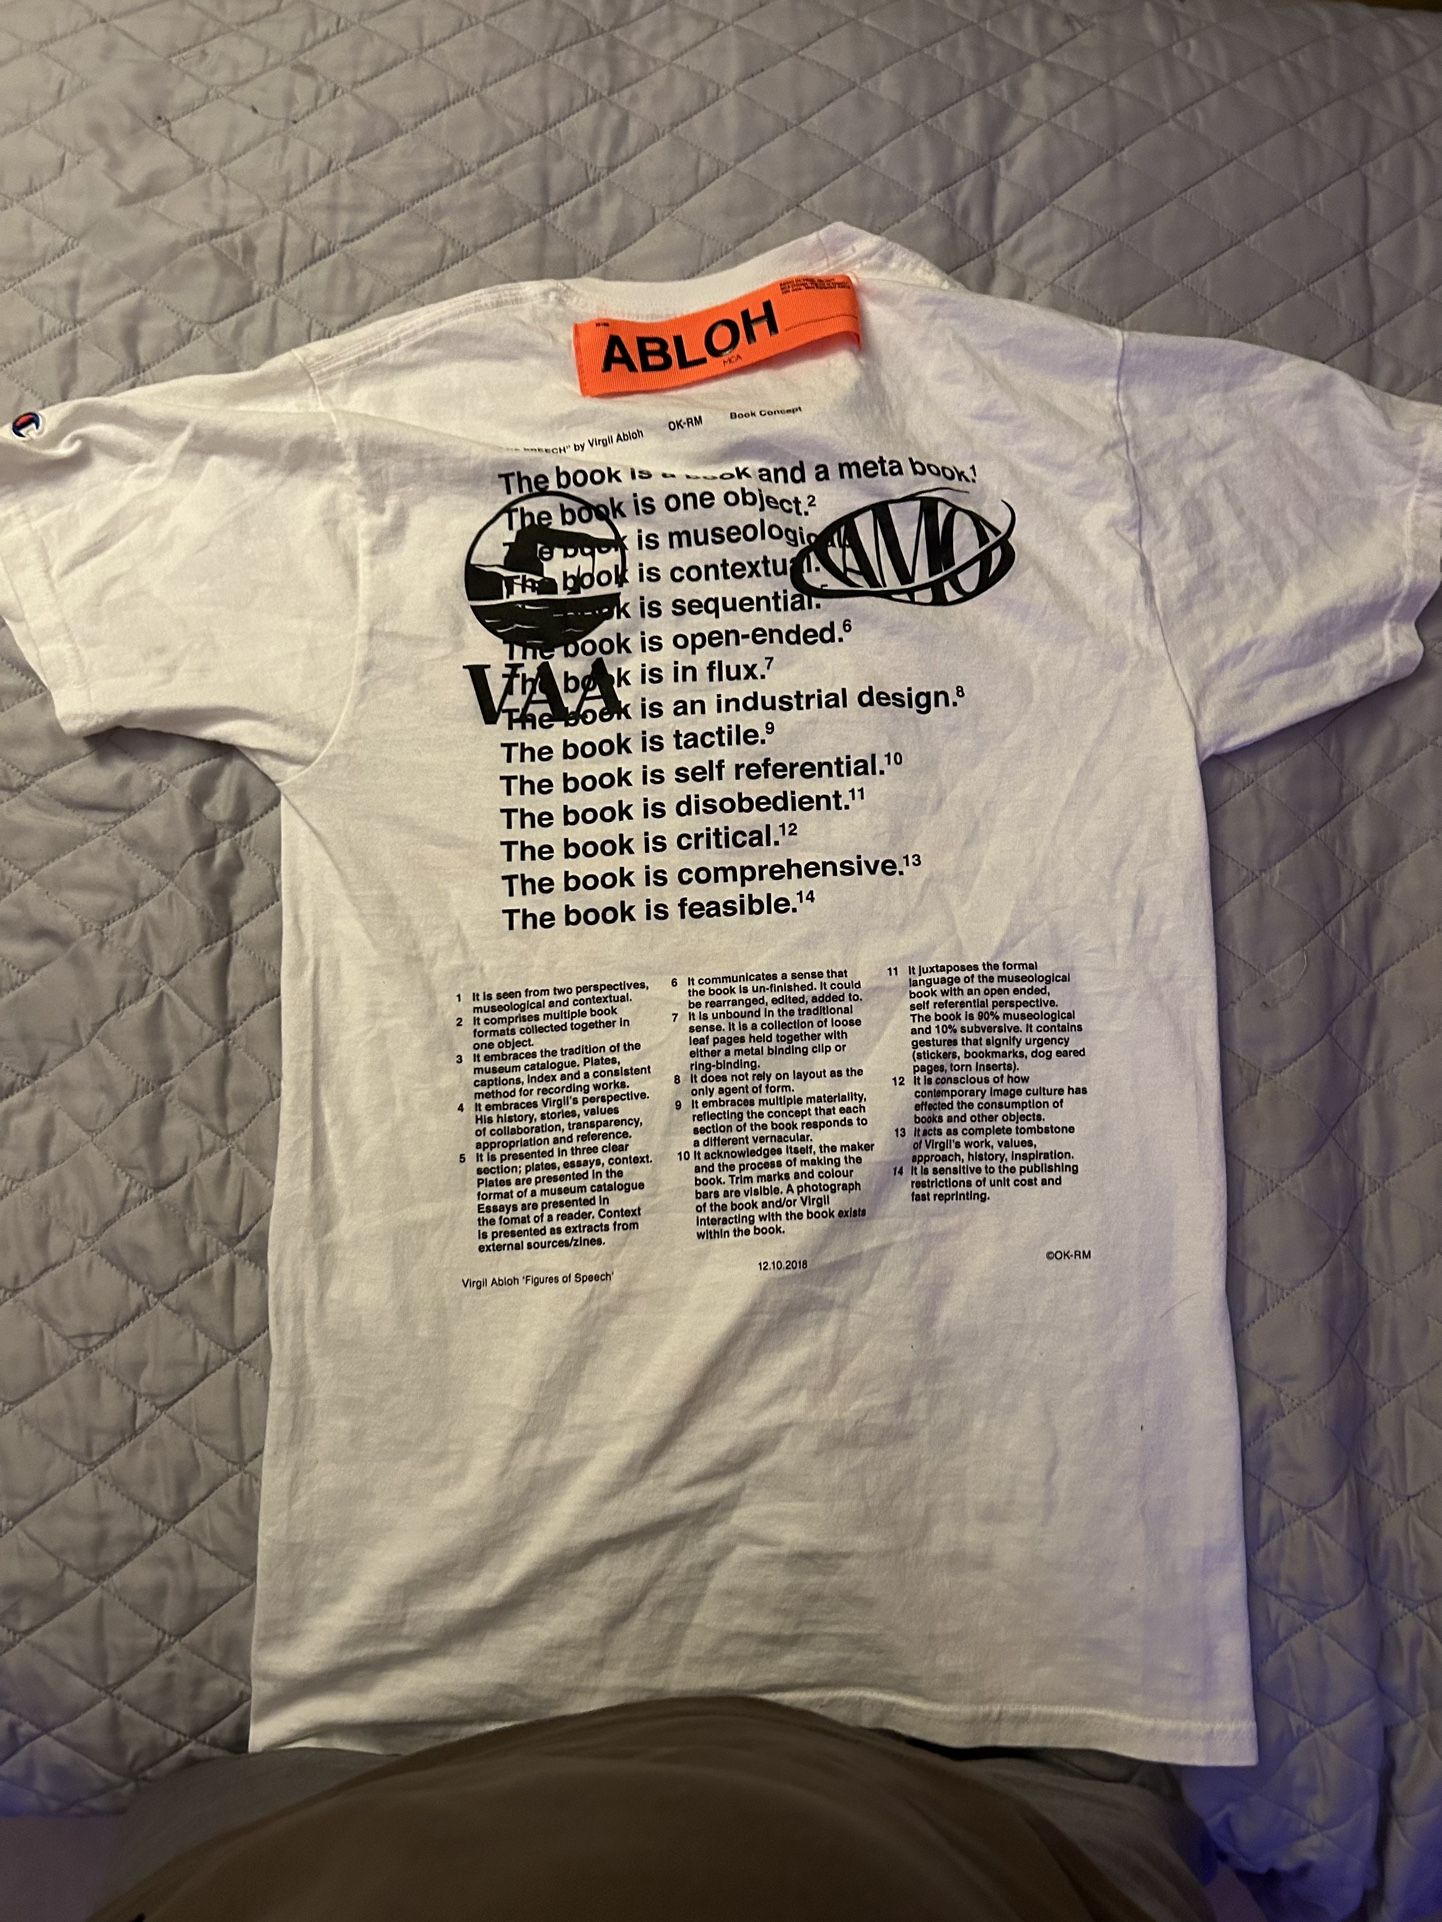 ABLOH
MCA
SPEECH" by Virgil Abloh OK-RM Book Concept
The book is a book and a meta book.1
The book is one object.2
The book is museological.
The book is contextual.
The book is sequential.5
The book is open-ended.6
The book is in flux.7
The book is an industrial design.8
The book is tactile.9
The book is self referential.10
The book is disobedient.11
The book is critical.12
The book is comprehensive.13
The book is feasible.14
AMO
VAA
1 It is seen from two perspectives,
museological and contextual.
2 It comprises multiple book
formats collected together in
one object.
3 It embraces the tradition of the
museum catalogue. Plates,
captions, index and a consistent
method for recording works.
4 It embraces Virgil's perspective.
His history, stories, values
of collaboration, transparency,
appropriation and reference.
5 It is presented in three clear
section; plates, essays, context.
Plates are presented in the
format of a museum catalogue
Essays are presented in
the fomat of a reader. Context
is presented as extracts from
external sources/zines.
6 It communicates a sense that
the book is un-finished. It could
be rearranged, edited, added to.
7 It is unbound in the traditional
sense. It is a collection of loose
leaf pages held together with
either a metal binding clip or
ring-binding.
8 It does not rely on layout as the
only agent of form.
9 It embraces multiple materiality,
reflecting the concept that each
section of the book responds to
a different vernacular.
10 It acknowledges itself, the maker
and the process of making the
book. Trim marks and colour
bars are visible. A photograph
of the book and/or Virgil
interacting with the book exists
within the book.
11 It juxtaposes the formal
language of the museological
book with an open ended,
self referential perspective.
The book is 90% museological
and 10% subversive. It contains
gestures that signify urgency
(stickers, bookmarks, dog eared
pages, torn inserts).
12 It is conscious of how
contemporary image culture has
effected the consumption of
books and other objects.
13 It acts as complete tombstone
of Virgil's work, values,
approach, history, inspiration.
14 It is sensitive to the publishing
restrictions of unit cost and
fast reprinting.
Virgil Abloh 'Figures of Speech'
12.10.2018
©OK-RM